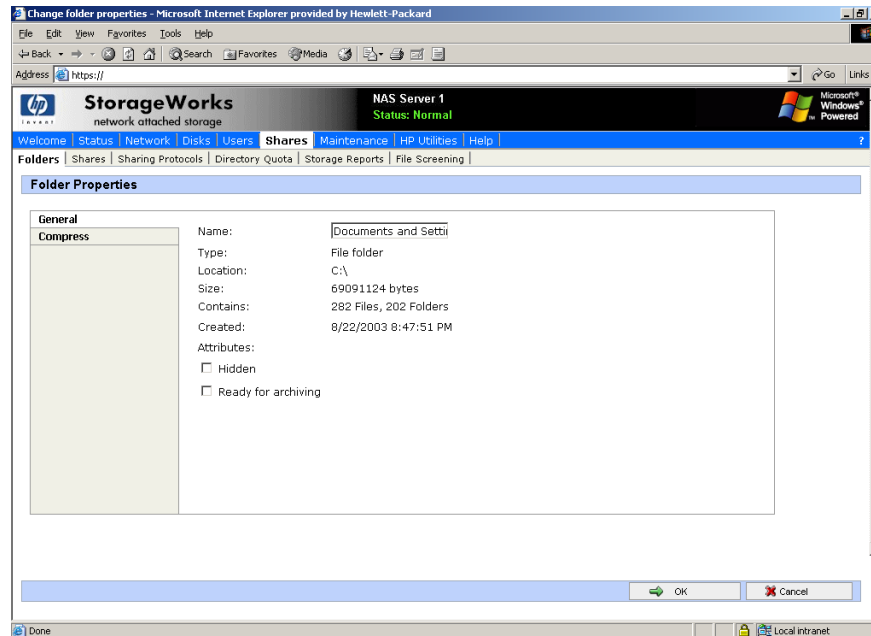 Change folder properties - Microsoft Internet Explorer provided by Hewlett-Packard
File Edit View Favorites Tools Help
Back Search Favorites Media
Address https:// Go Links
hp invent
StorageWorks
network attached storage
NAS Server 1
Status: Normal
Microsoft® Windows® Powered
Welcome | Status | Network | Disks | Users | Shares | Maintenance | HP Utilities | Help | ?
Folders | Shares | Sharing Protocols | Directory Quota | Storage Reports | File Screening |
Folder Properties
General
Compress
Name: Documents and Settin
Type: File folder
Location: C:\
Size: 69091124 bytes
Contains: 282 Files, 202 Folders
Created: 8/22/2003 8:47:51 PM
Attributes:
Hidden
Ready for archiving
OK Cancel
Done Local intranet